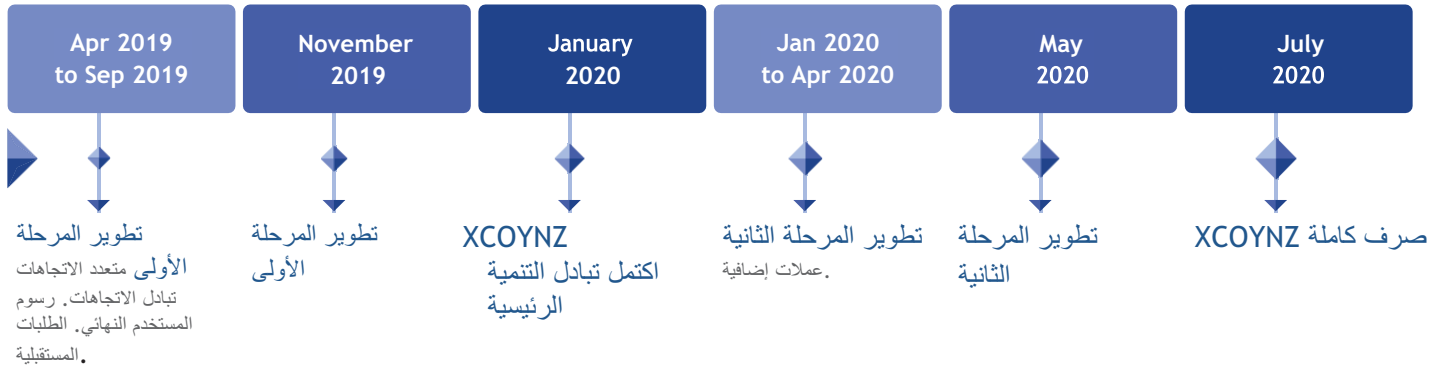 Apr 2019
to Sep 2019
November
2019
January
2020
Jan 2020
to Apr 2020
May
2020
July
2020
تطوير المرحلة
الأولى متعدد الاتجاهات
تبادل الاتجاهات. رسوم
المستخدم النهائي. الطلبات
المستقبلية.
تطوير المرحلة
الأولى
XCOYNZ
اكتمل تبادل التنمية
الرئيسية
تطوير المرحلة الثانية
عملات إضافية.
تطوير المرحلة
الثانية
صرف كاملة XCOYNZ